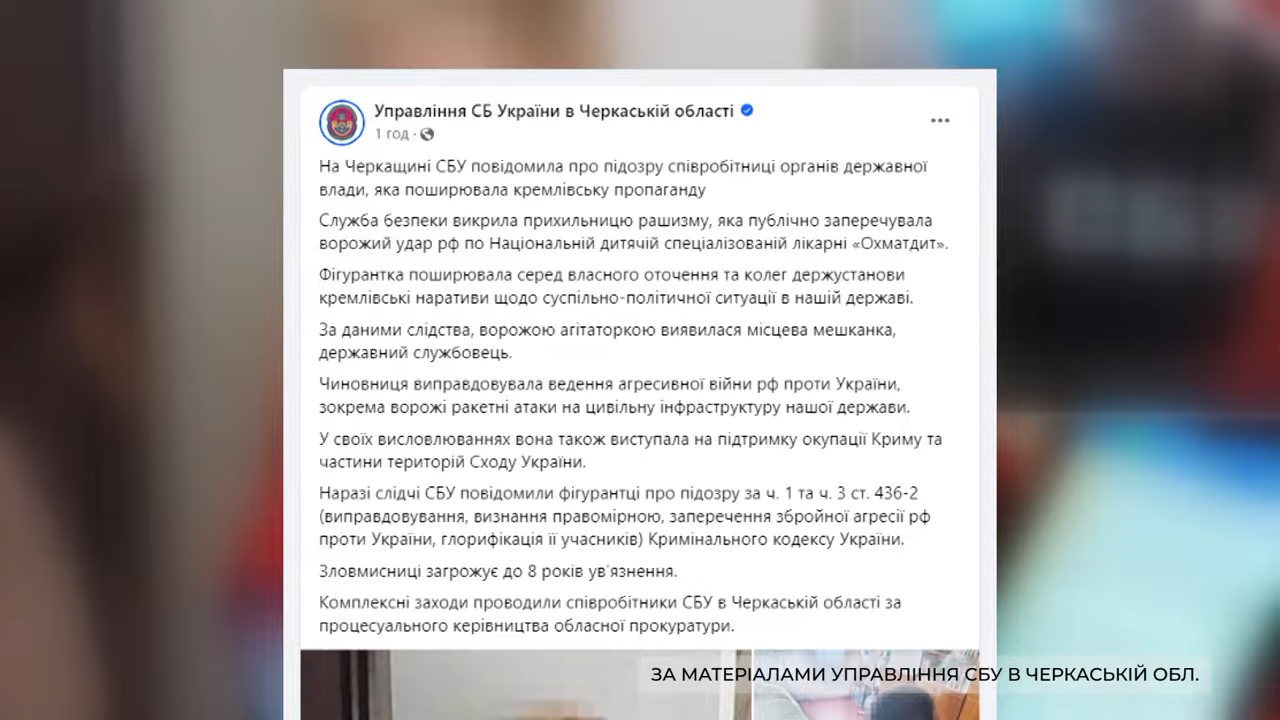 Управління СБ України в Черкаській області
1 год ·
На Черкащині СБУ повідомила про підозру співробітниці органів державної
влади, яка поширювала кремлівську пропаганду
Служба безпеки викрила прихильницю рашизму, яка публічно заперечувала
ворожий удар рф по Національній дитячій спеціалізованій лікарні «Охматдит».
Фігурантка поширювала серед власного оточення та колег держустанови
кремлівські наративи щодо суспільно-політичної ситуації в нашій державі.
За даними слідства, ворожою агітаторкою виявилася місцева мешканка,
державний службовець.
Чиновниця виправдовувала ведення агресивної війни рф проти України,
зокрема ворожі ракетні атаки на цивільну інфраструктуру нашої держави.
У своїх висловлюваннях вона також виступала на підтримку окупації Криму та
частини територій Сходу України.
Наразі слідчі СБУ повідомили фігурантці про підозру за ч. 1 та ч. 3 ст. 436-2
(виправдовування, визнання правомірною, заперечення збройної агресії рф
проти України, глорифікація її учасників) Кримінального кодексу України.
Зловмисниці загрожує до 8 років ув´язнення.
Комплексні заходи проводили співробітники СБУ в Черкаській області за
процесуального керівництва обласної прокуратури.
ЗА МАТЕРІАЛАМИ УПРАВЛІННЯ СБУ В ЧЕРКАСЬКІЙ ОБЛ.